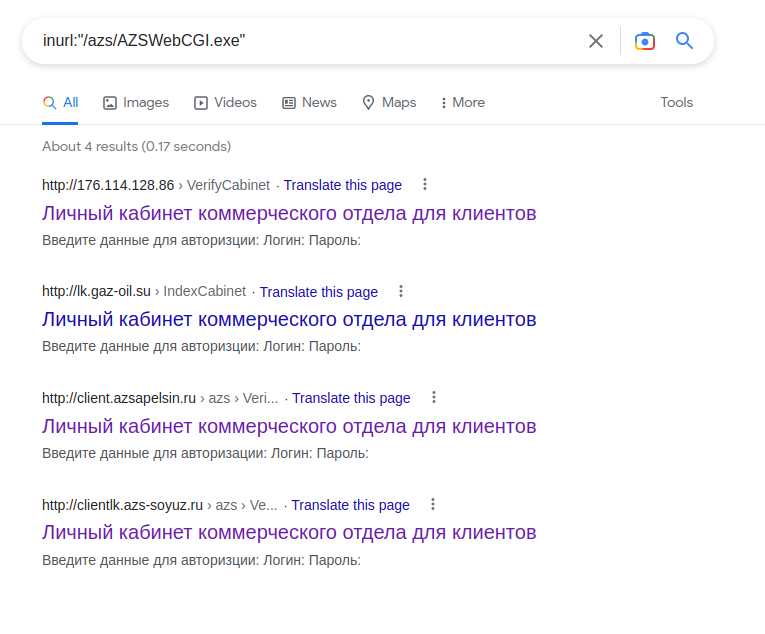 inurl:"/azs/AZSWebCGI.exe"
All Images Videos News Maps More Tools
About 4 results (0.17 seconds)
http://176.114.128.86 › VerifyCabinet · Translate this page
Личный кабинет коммерческого отдела для клиентов
Введите данные для авторизции: Логин: Пароль:
http://lk.gaz-oil.su › IndexCabinet · Translate this page
Личный кабинет коммерческого отдела для клиентов
Введите данные для авторизции: Логин: Пароль:
http://client.azsapelsin.ru › azs › Veri... · Translate this page
Личный кабинет коммерческого отдела для клиентов
Введите данные для авторизации: Логин: Пароль:
http://clientlk.azs-soyuz.ru › azs › Ve... · Translate this page
Личный кабинет коммерческого отдела для клиентов
Введите данные для авторизции: Логин: Пароль: